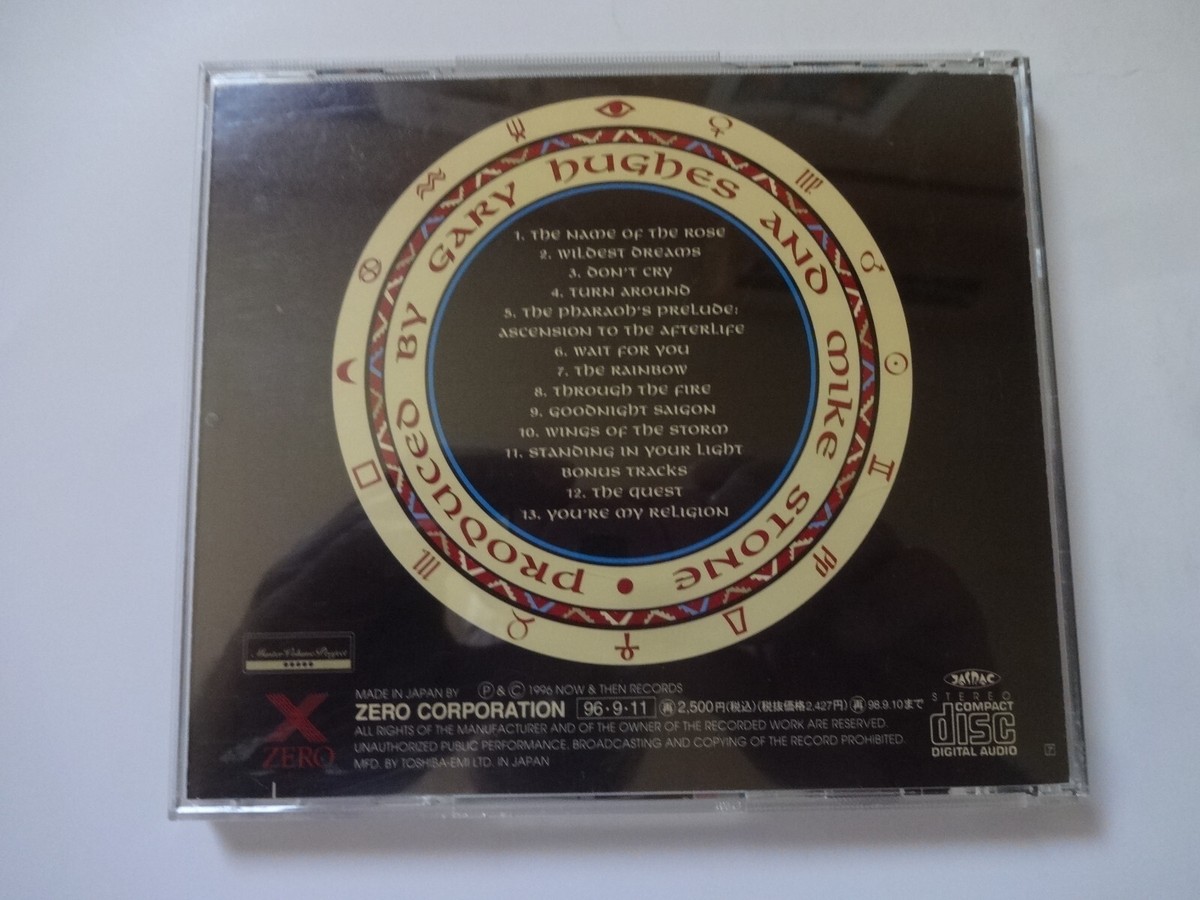 PRODUCED BY GARY HUGHES AND MIKE STONE •
1. THE NAME OF THE ROSE
2. WILDEST DREAMS
3. DON'T CRY
4. TURN AROUND
5. THE PHARAOH'S PRELUDE:
ASCENSION TO THE AFTERLIFE
6. WAIT FOR YOU
7. THE RAINBOW
8. THROUGH THE FIRE
9. GOODNIGHT SAIGON
10. WINGS OF THE STORM
11. STANDING IN YOUR LIGHT
BONUS TRACKS
12. THE QUEST
13. YOU'RE MY RELIGION
X
ZERO
MADE IN JAPAN BY Ⓟ & © 1996 NOW & THEN RECORDS
ZERO CORPORATION 96・9・11 ㊢ 2,500円(税込)(税抜価格2,427円) 98.9.10まで
ALL RIGHTS OF THE MANUFACTURER AND OF THE OWNER OF THE RECORDED WORK ARE RESERVED.
UNAUTHORIZED PUBLIC PERFORMANCE, BROADCASTING AND COPYING OF THE RECORD PROHIBITED.
MFD. BY TOSHIBA-EMI LTD. IN JAPAN
JASRAC
STEREO
COMPACT
disc
DIGITAL AUDIO